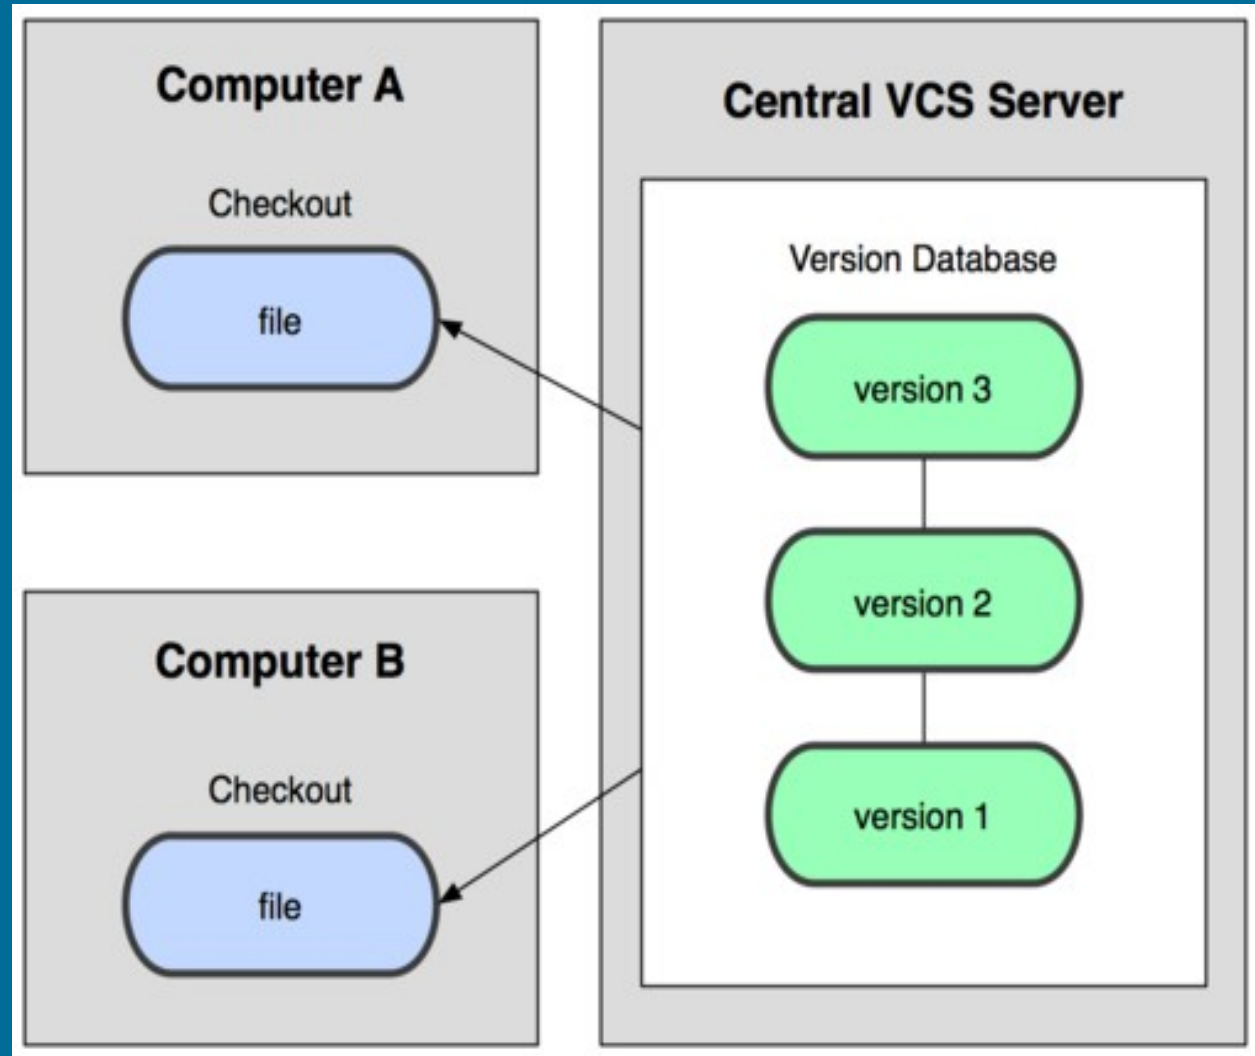 Computer A
Checkout
file
Computer B
Checkout
file
Central VCS Server
Version Database
version 3
version 2
version 1